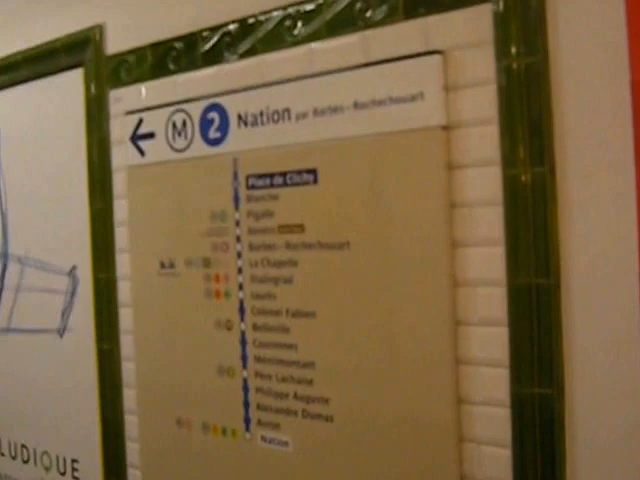 M 2 Nation par Barbès - Rochechouart
Place de Clichy
Blanche
Pigalle
Anvers
Barbès - Rochechouart
La Chapelle
Stalingrad
Jaurès
Colonel Fabien
Belleville
Couronnes
Ménilmontant
Père Lachaise
Philippe Auguste
Alexandre Dumas
Avron
Nation
LUDIQUE